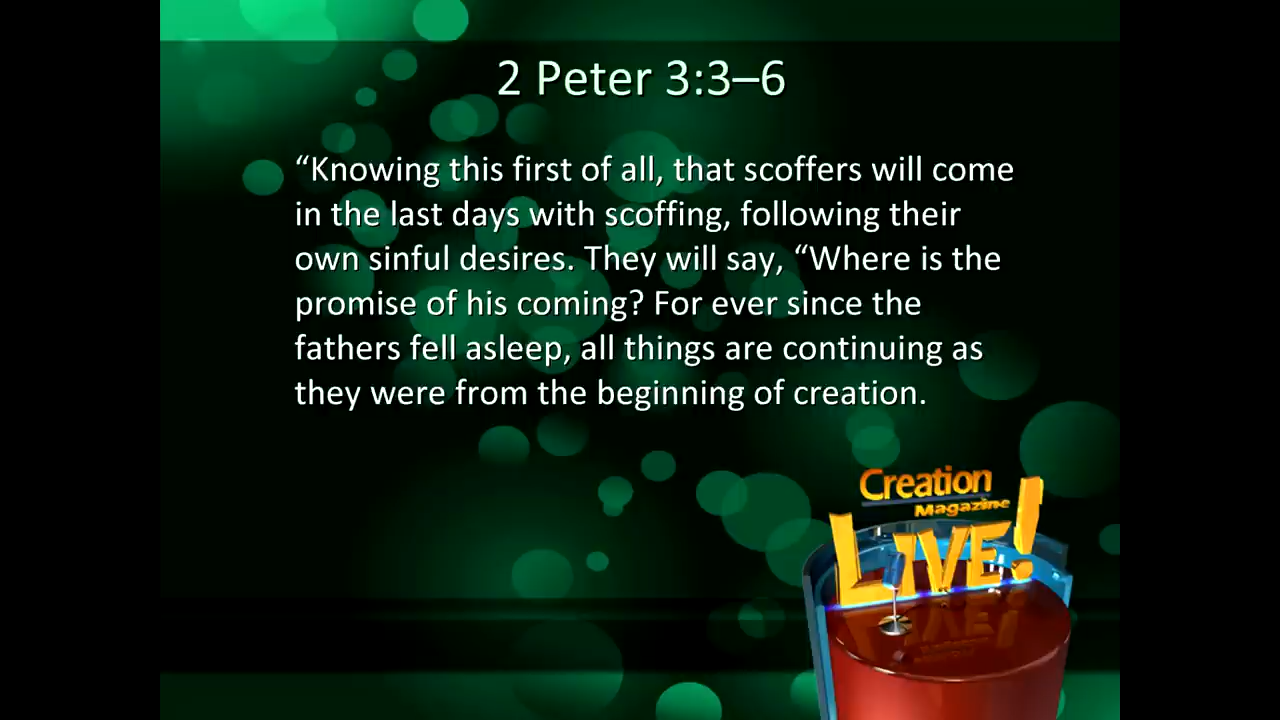 2 Peter 3:3–6
“Knowing this first of all, that scoffers will come
in the last days with scoffing, following their
own sinful desires. They will say, “Where is the
promise of his coming? For ever since the
fathers fell asleep, all things are continuing as
they were from the beginning of creation.
Creation
Magazine
LIVE!